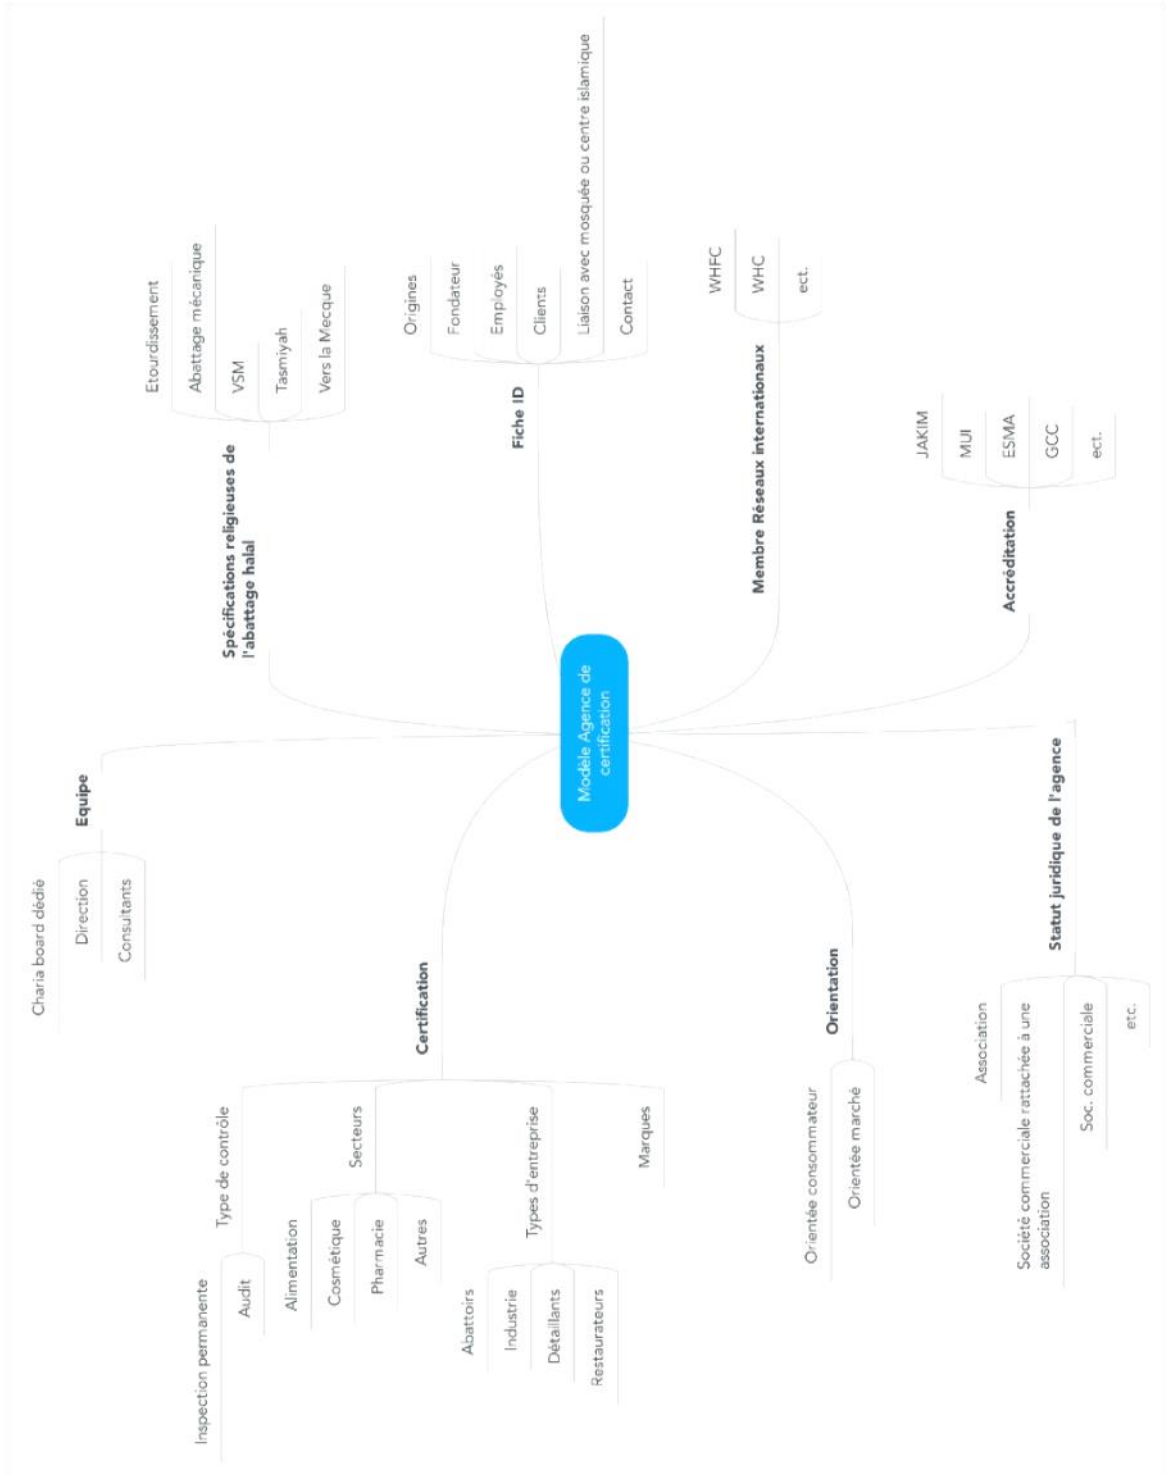 Modèle Agence de
certification
Equipe
Charia board dédié
Direction
Consultants
Certification
Type de contrôle
Inspection permanente
Audit
Secteurs
Alimentation
Cosmétique
Pharmacie
Autres
Types d'entreprise
Abattoirs
Industrie
Détaillants
Restaurateurs
Marques
Orientation
Orientée consommateur
Orientée marché
Statut juridique de l'agence
Association
Société commerciale rattachée à une
association
Soc. commerciale
etc.
Spécifications religieuses de
l'abattage halal
Etourdissement
Abattage mécanique
VSM
Tasmiyah
Vers la Mecque
Fiche ID
Origines
Fondateur
Employés
Clients
Liaison avec mosquée ou centre islamique
Contact
Membre Réseaux internationaux
WHFC
WHC
ect.
Accréditation
JAKIM
MUI
ESMA
GCC
ect.